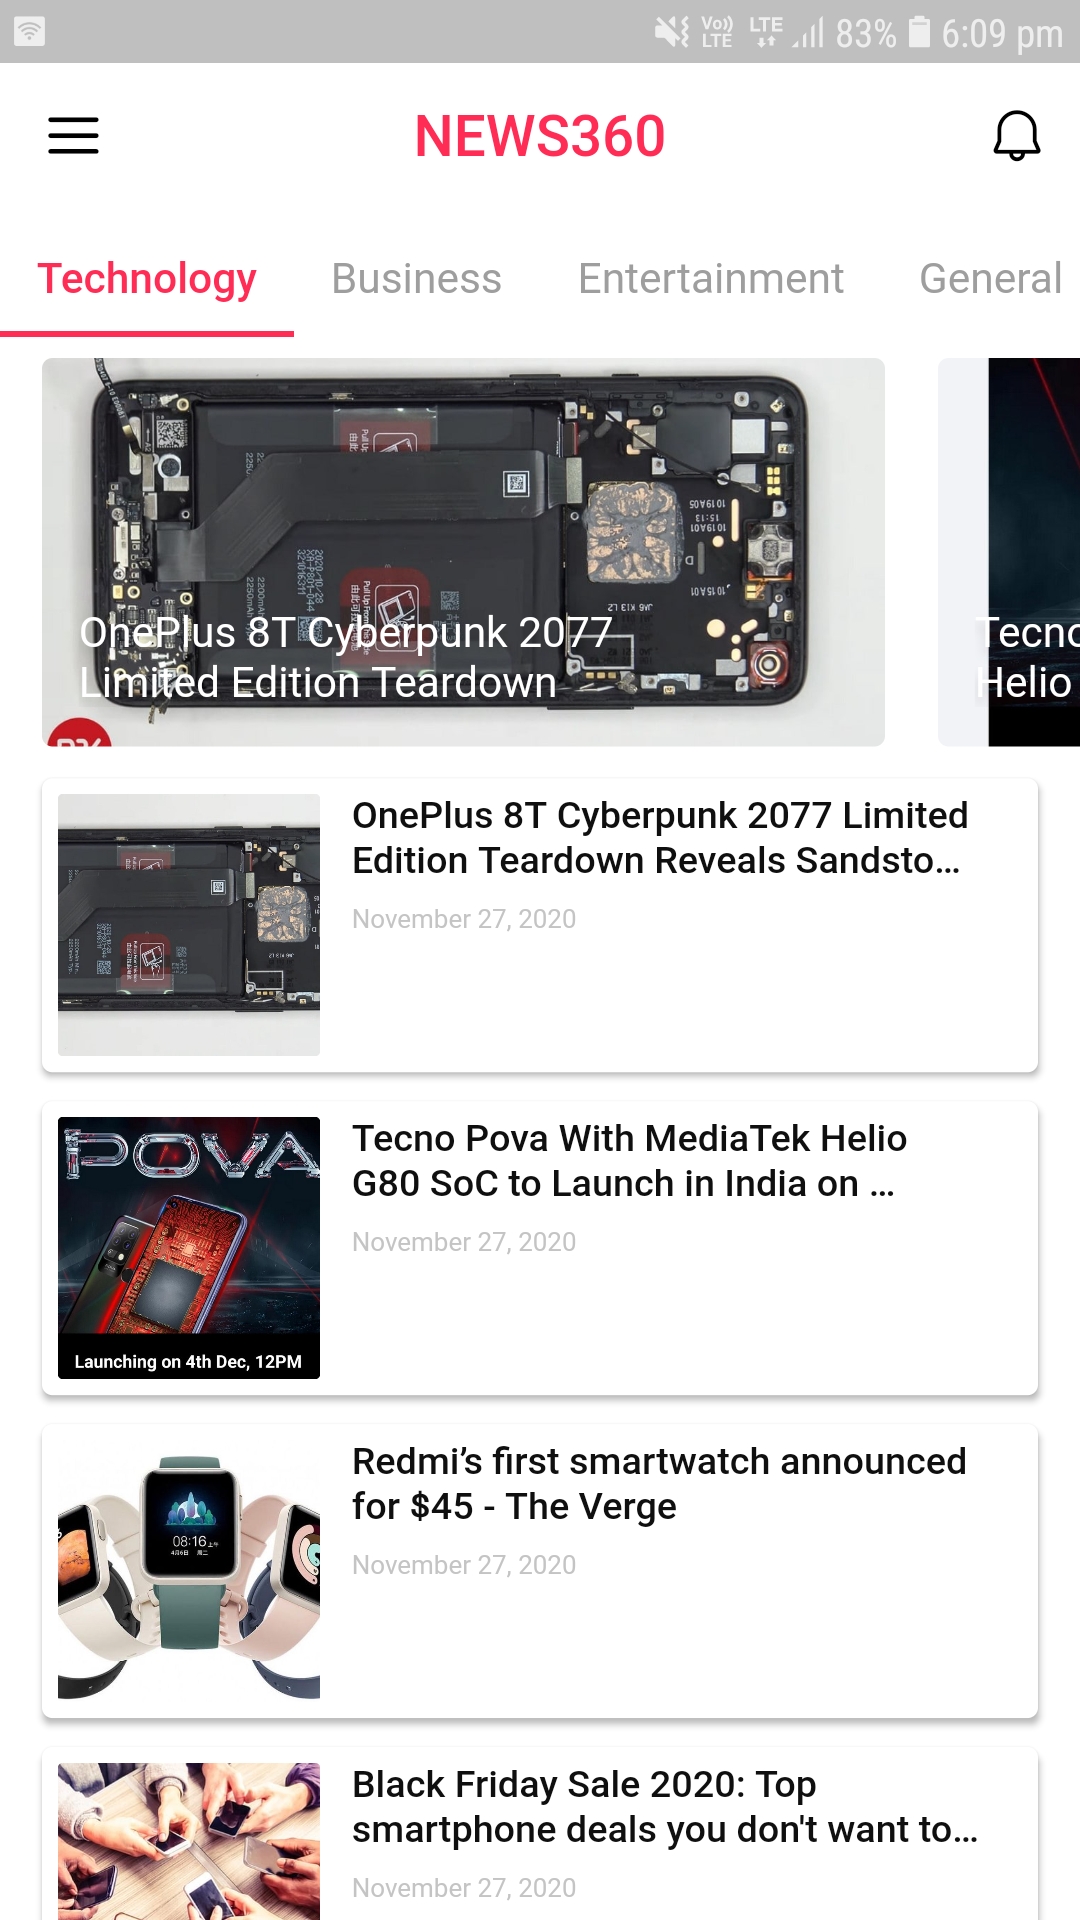 Vo)) LTE LTE 83% 6:09 pm
NEWS360
Technology Business Entertainment General
OnePlus 8T Cyberpunk 2077
Limited Edition Teardown
Tecno
Helio
OnePlus 8T Cyberpunk 2077 Limited
Edition Teardown Reveals Sandsto...
November 27, 2020
POVA
Launching on 4th Dec, 12PM
Tecno Pova With MediaTek Helio
G80 SoC to Launch in India on ...
November 27, 2020
08:16
Redmi’s first smartwatch announced
for $45 - The Verge
November 27, 2020
Black Friday Sale 2020: Top
smartphone deals you don't want to...
November 27, 2020